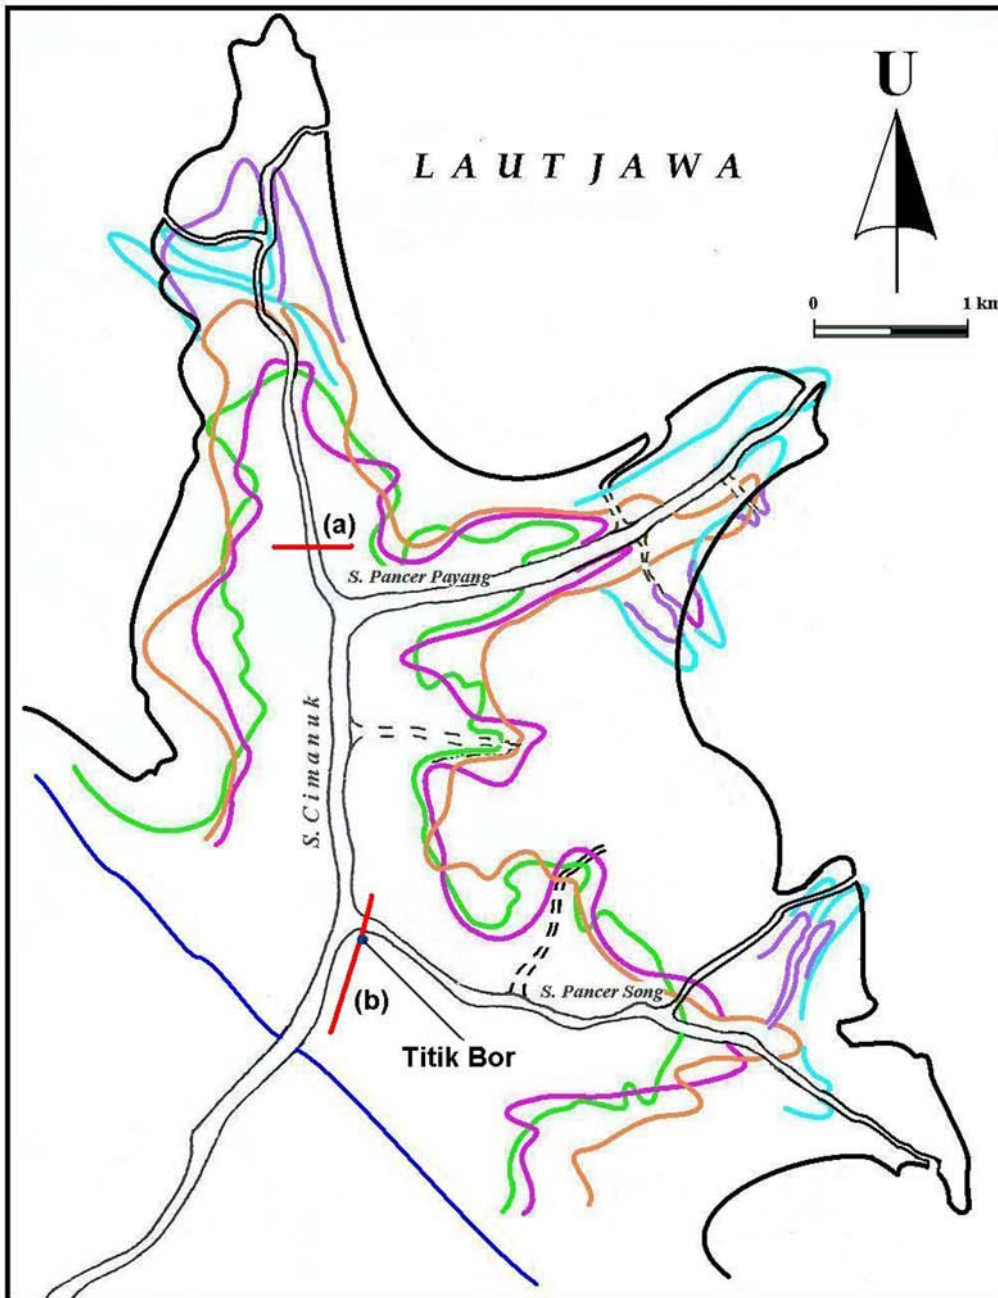 U
LAUT JAWA
0 1 km
(a)
S. Pancer Payang
S. Cimanuk
(b)
S. Pancer Song
Titik Bor